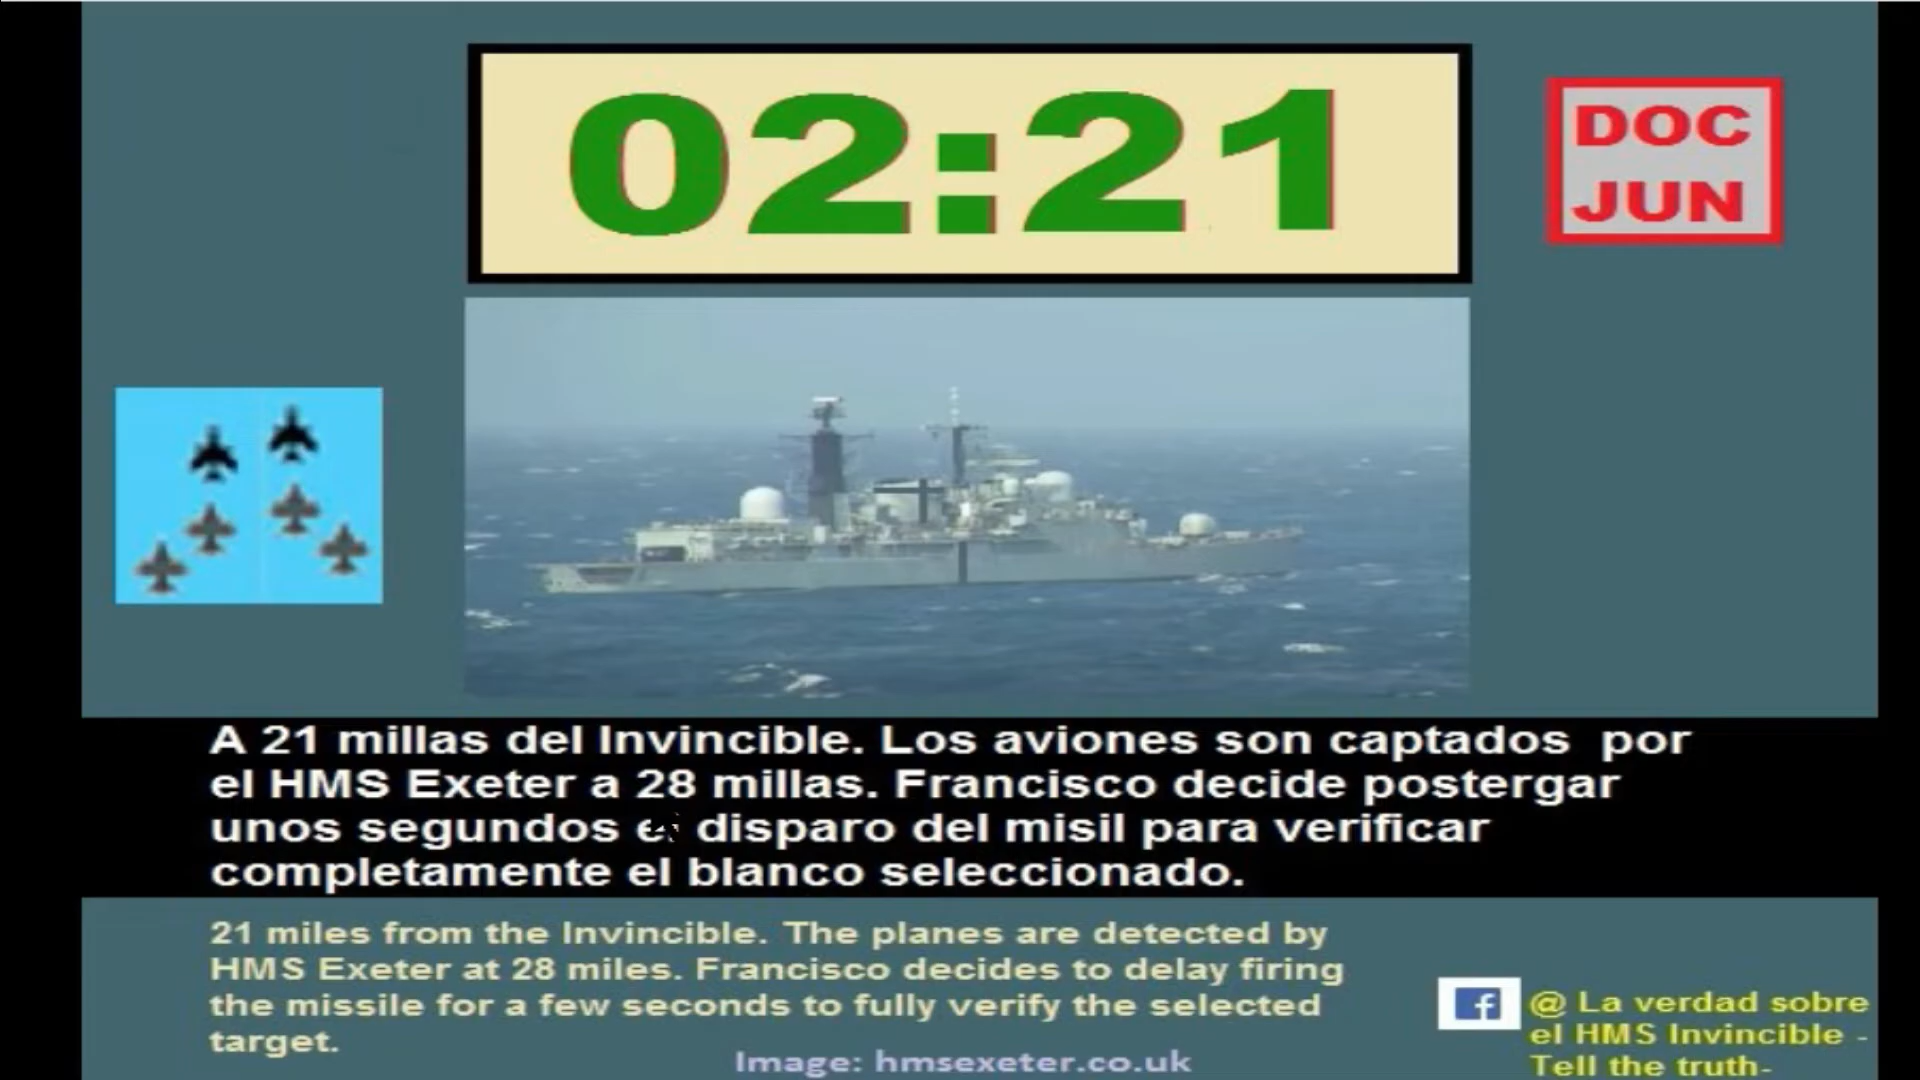 02:21
DOC
JUN
A 21 millas del Invincible. Los aviones son captados por
el HMS Exeter a 28 millas. Francisco decide postergar
unos segundos el disparo del misil para verificar
completamente el blanco seleccionado.
21 miles from the Invincible. The planes are detected by
HMS Exeter at 28 miles. Francisco decides to delay firing
the missile for a few seconds to fully verify the selected
target.
Image: hmsexeter.co.uk
f
@ La verdad sobre
el HMS Invincible -
Tell the truth-